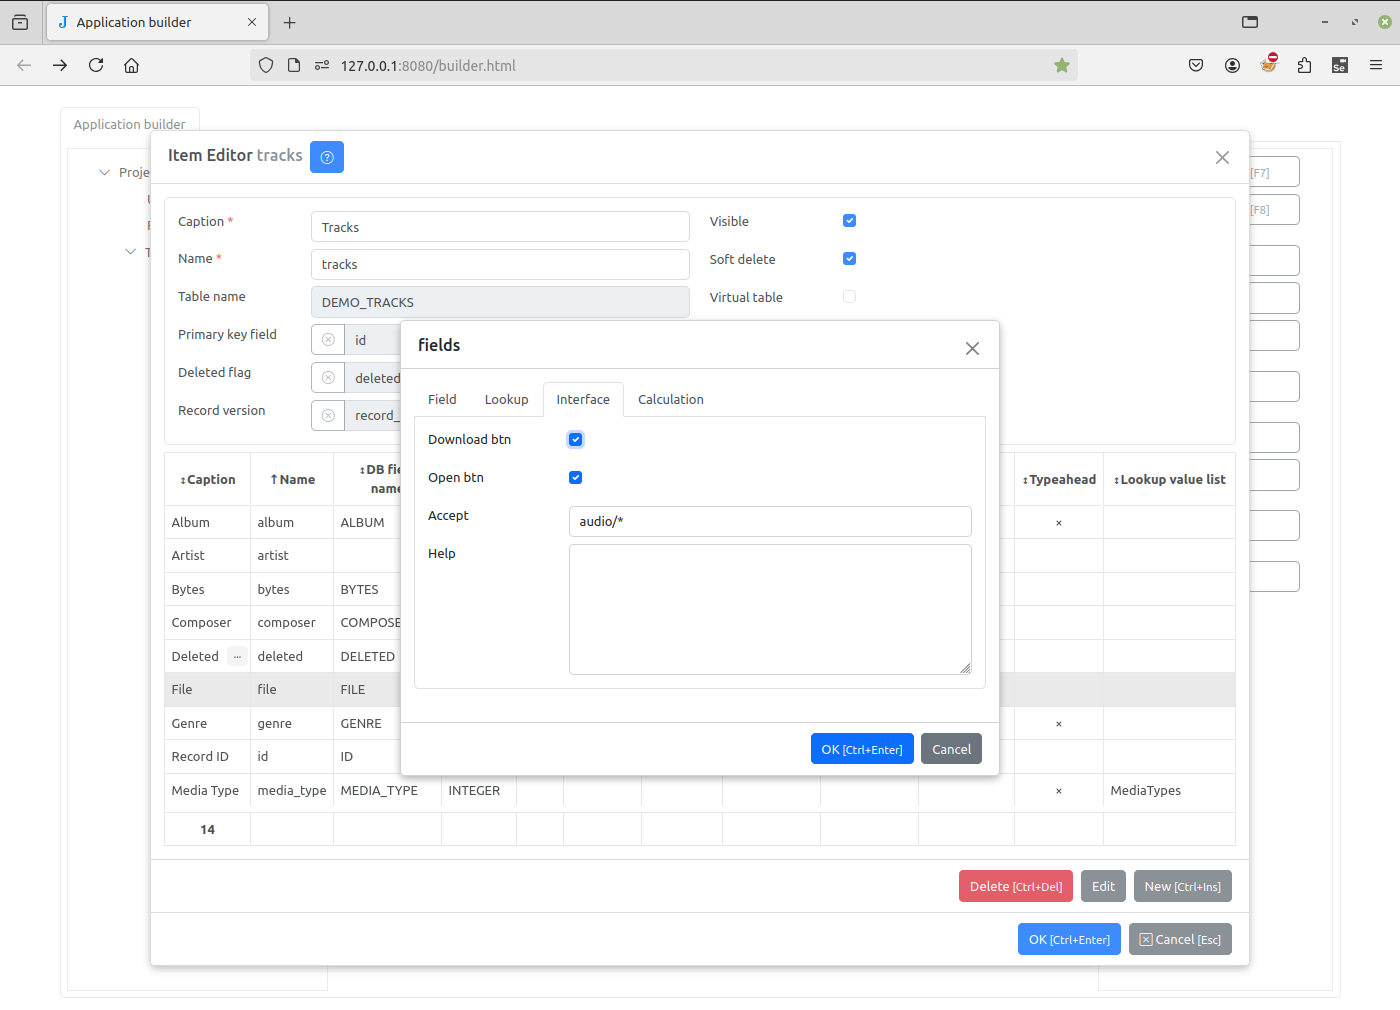 Application builder
127.0.0.1:8080/builder.html
Se
Application builder
Item Editor tracks
Proje
[F7]
[F8]
Caption *
Tracks
Visible
Name *
tracks
Soft delete
Table name
DEMO_TRACKS
Virtual table
Primary key field
id
Deleted flag
deleted
Record version
record_
fields
Field Lookup Interface Calculation
Download btn
Open btn
Accept
audio/*
Help
OK [Ctrl+Enter] Cancel
↕Caption ↑Name ↕DB fie
name
↕Typeahead ↕Lookup value list
Album album ALBUM ×
Artist artist
Bytes bytes BYTES
Composer composer COMPOSE
Deleted ... deleted DELETED
File file FILE
Genre genre GENRE ×
Record ID id ID
Media Type media_type MEDIA_TYPE INTEGER × MediaTypes
14
Delete [Ctrl+Del] Edit New [Ctrl+Ins]
OK [Ctrl+Enter] Cancel [Esc]